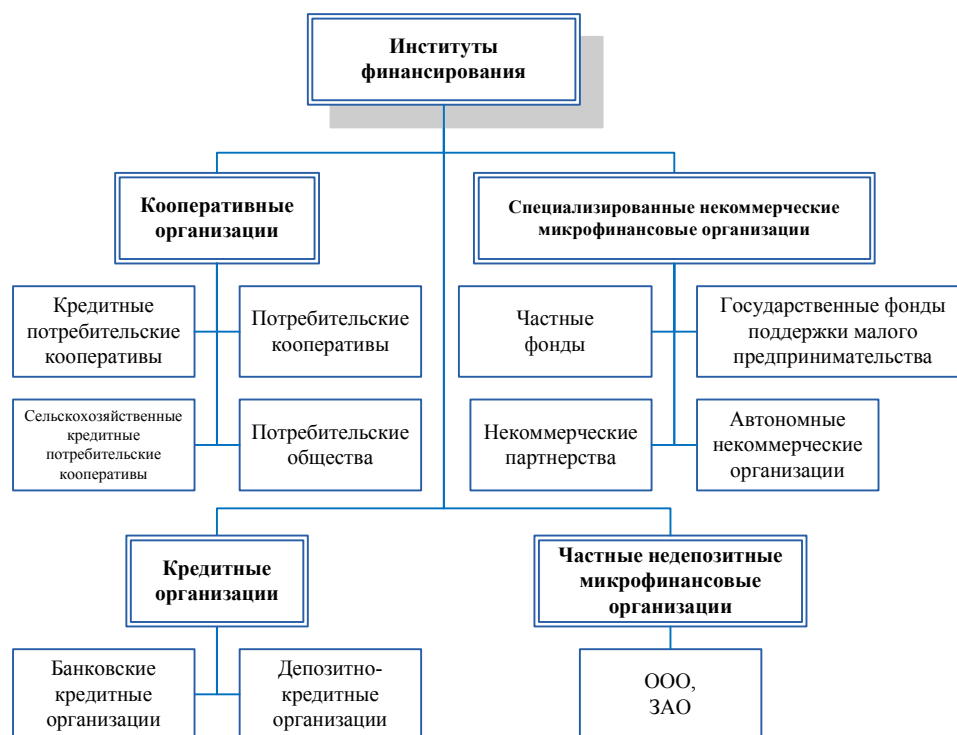 Институты
финансирования
Кооперативные
организации
Специализированные некоммерческие
микрофинансовые организации
Кредитные
потребительские
кооперативы
Потребительские
кооперативы
Частные
фонды
Государственные фонды
поддержки малого
предпринимательства
Сельскохозяйственные
кредитные
потребительские
кооперативы
Потребительские
общества
Некоммерческие
партнерства
Автономные
некоммерческие
организации
Кредитные
организации
Частные недепозитные
микрофинансовые
организации
Банковские
кредитные
организации
Депозитно-
кредитные
организации
ООО,
ЗАО